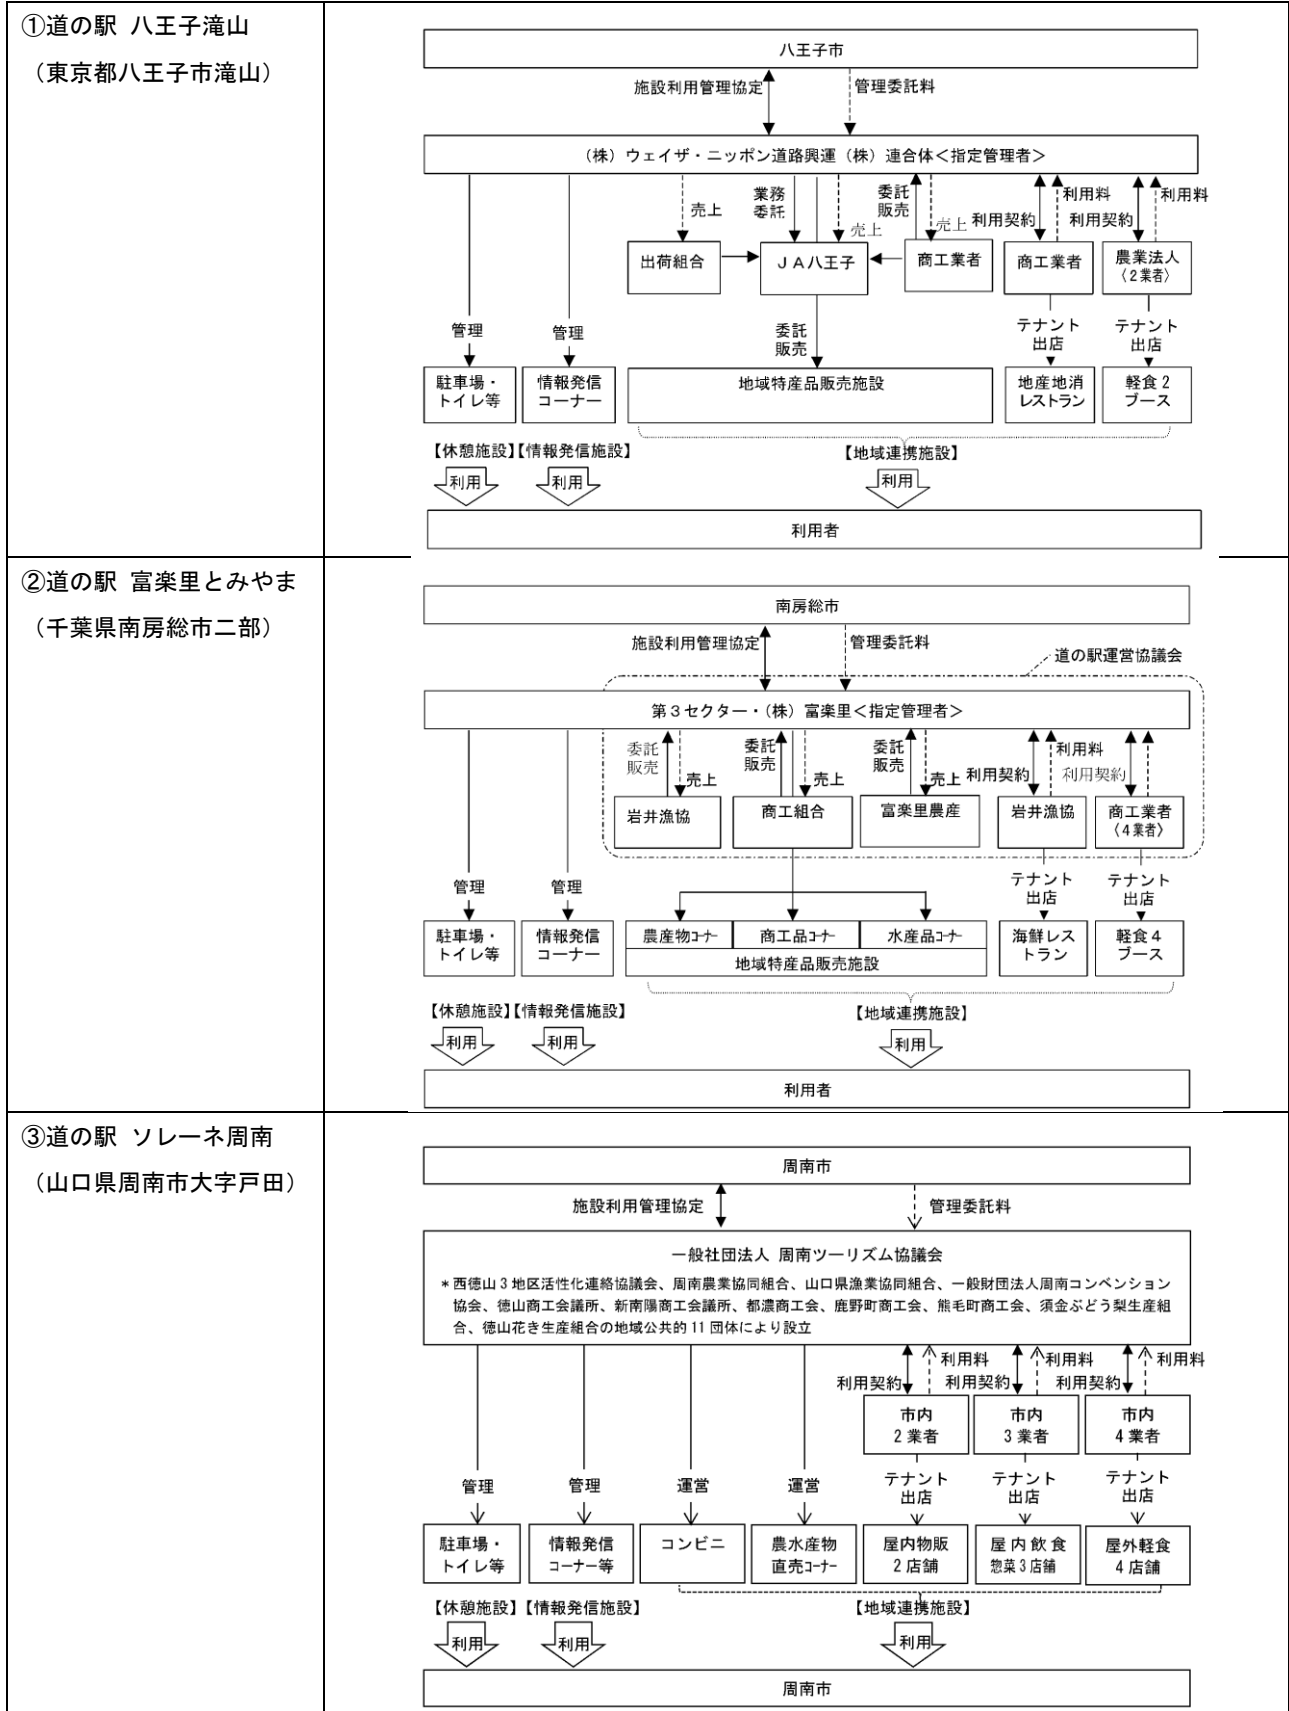 ①道の駅 八王子滝山
（東京都八王子市滝山）
八王子市
施設利用管理協定
管理委託料
（株）ウェイザ・ニッポン道路興運（株）連合体＜指定管理者＞
売上
業務
委託
売上
委託
販売
売上
利用契約
利用料
利用契約
利用料
出荷組合
ＪＡ八王子
商工業者
商工業者
農業法人
〈2業者〉
管理
管理
委託
販売
テナント
出店
テナント
出店
駐車場・
トイレ等
情報発信
コーナー
地域特産品販売施設
地産地消
レストラン
軽食2
ブース
【休憩施設】
【情報発信施設】
【地域連携施設】
利用
利用
利用
利用者
②道の駅 富楽里とみやま
（千葉県南房総市二部）
南房総市
施設利用管理協定
管理委託料
道の駅運営協議会
第3セクター・（株）富楽里＜指定管理者＞
委託
販売
売上
委託
販売
売上
委託
販売
売上
利用契約
利用料
利用契約
岩井漁協
商工組合
富楽里農産
岩井漁協
商工業者
〈4業者〉
管理
管理
テナント
出店
テナント
出店
駐車場・
トイレ等
情報発信
コーナー
農産物コーナー
商工品コーナー
水産品コーナー
地域特産品販売施設
海鮮レス
トラン
軽食4
ブース
【休憩施設】
【情報発信施設】
【地域連携施設】
利用
利用
利用
利用者
③道の駅 ソレーネ周南
（山口県周南市大字戸田）
周南市
施設利用管理協定
管理委託料
一般社団法人 周南ツーリズム協議会
＊西徳山3地区活性化連絡協議会、周南農業協同組合、山口県漁業協同組合、一般財団法人周南コンベンション
協会、徳山商工会議所、新南陽商工会議所、都濃商工会、鹿野町商工会、熊毛町商工会、須金ぶどう梨生産組
合、徳山花き生産組合の地域公共的11団体により設立
利用契約
利用料
利用契約
利用料
利用契約
利用料
市内
2業者
市内
3業者
市内
4業者
管理
管理
運営
運営
テナント
出店
テナント
出店
テナント
出店
駐車場・
トイレ等
情報発信
コーナー等
コンビニ
農水産物
直売コーナー
屋内物販
2店舗
屋内飲食
惣菜3店舗
屋外軽食
4店舗
【休憩施設】
【情報発信施設】
【地域連携施設】
利用
利用
利用
周南市